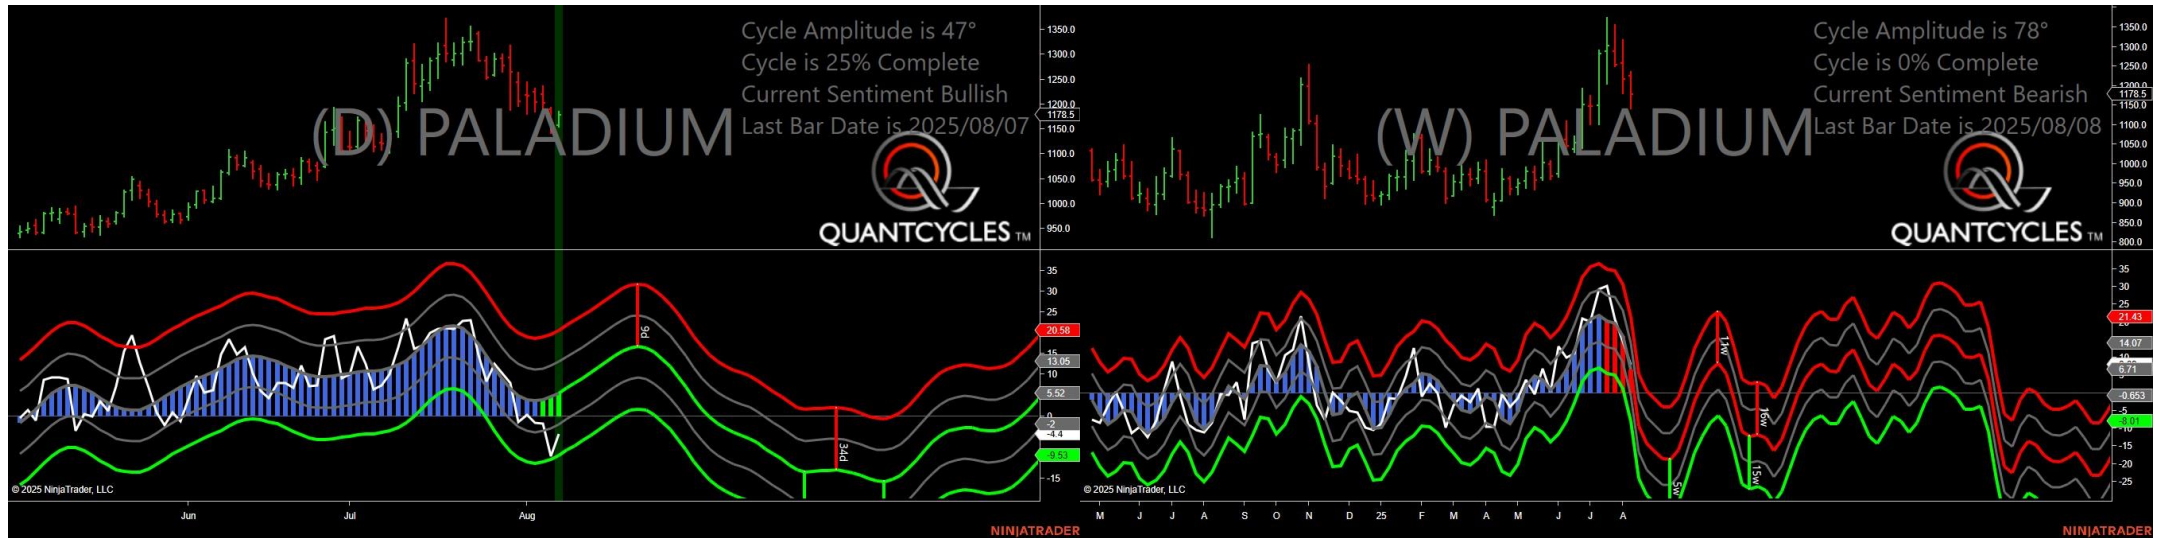 Cycle Amplitude is 47°
Cycle is 25% Complete
Current Sentiment Bullish
Last Bar Date is 2025/08/07
(D) PALADIUM
QUANTCYCLES TM
1350.0
1300.0
1250.0
1200.0
1178.5
1150.0
1100.0
1050.0
1000.0
950.0
35
30
25
20.58
15
13.05
10
5.52
0
-2
-4.4
-9.53
-15
9d
34d
© 2025 NinjaTrader, LLC
Jun
Jul
Aug
NINJATRADER
Cycle Amplitude is 78°
Cycle is 0% Complete
Current Sentiment Bearish
Last Bar Date is 2025/08/08
(W) PALADIUM
QUANTCYCLES TM
1350.0
1300.0
1250.0
1200.0
1178.5
1150.0
1100.0
1050.0
1000.0
950.0
900.0
850.0
800.0
35
30
25
21.43
14.07
10
6.71
-0.653
-5
-8.01
-10
-15
-20
-25
11w
16w
15w
5w
© 2025 NinjaTrader, LLC
M
J
J
A
S
O
N
D
25
F
M
A
M
J
J
A
NINJATRADER